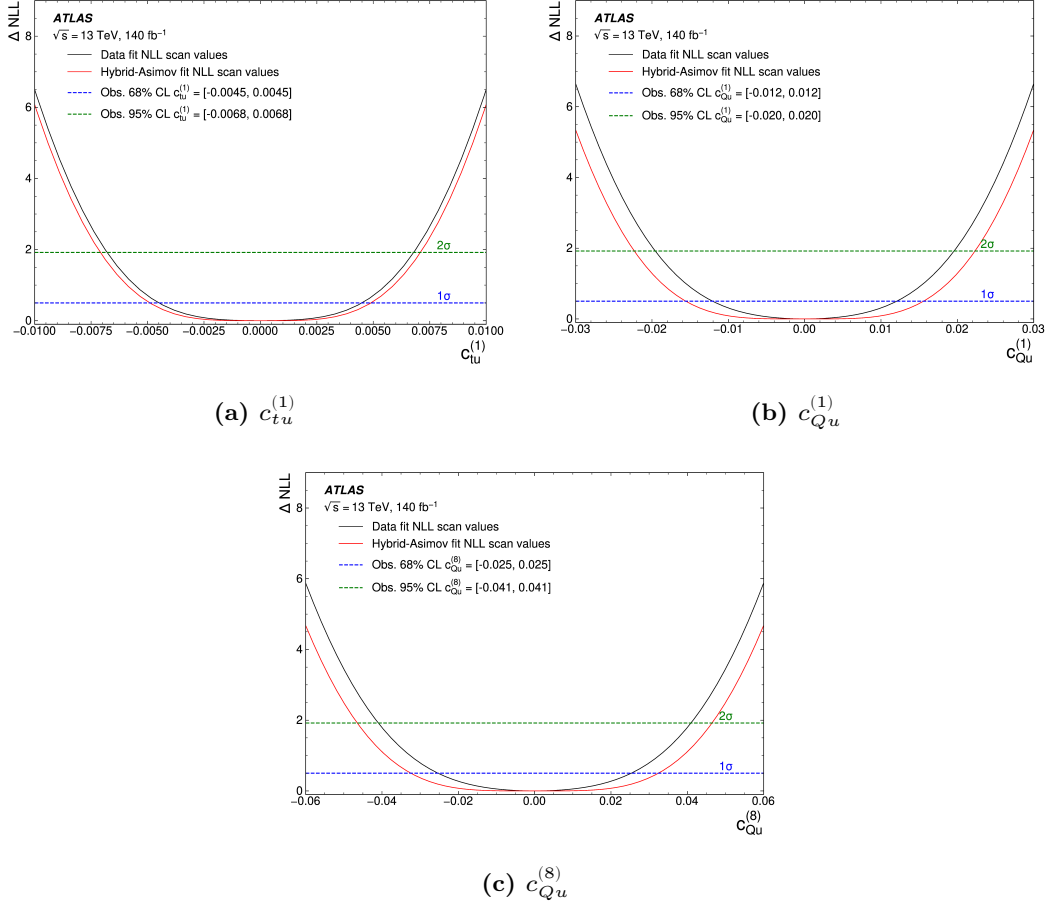 ATLAS
√s = 13 TeV, 140 fb⁻¹
Data fit NLL scan values
Hybrid-Asimov fit NLL scan values
Obs. 68% CL c_tu^(1) = [-0.0045, 0.0045]
Obs. 95% CL c_tu^(1) = [-0.0068, 0.0068]
Δ NLL
8
6
4
2
0
2σ
1σ
−0.0100 −0.0075 −0.0050 −0.0025 0.0000 0.0025 0.0050 0.0075 0.0100
c_tu^(1)
(a) c_tu^(1)
ATLAS
√s = 13 TeV, 140 fb⁻¹
Data fit NLL scan values
Hybrid-Asimov fit NLL scan values
Obs. 68% CL c_Qu^(1) = [-0.012, 0.012]
Obs. 95% CL c_Qu^(1) = [-0.020, 0.020]
Δ NLL
8
6
4
2
0
2σ
1σ
−0.03 −0.02 −0.01 0.00 0.01 0.02 0.03
c_Qu^(1)
(b) c_Qu^(1)
ATLAS
√s = 13 TeV, 140 fb⁻¹
Data fit NLL scan values
Hybrid-Asimov fit NLL scan values
Obs. 68% CL c_Qu^(8) = [-0.025, 0.025]
Obs. 95% CL c_Qu^(8) = [-0.041, 0.041]
Δ NLL
8
6
4
2
0
2σ
1σ
−0.06 −0.04 −0.02 0.00 0.02 0.04 0.06
c_Qu^(8)
(c) c_Qu^(8)